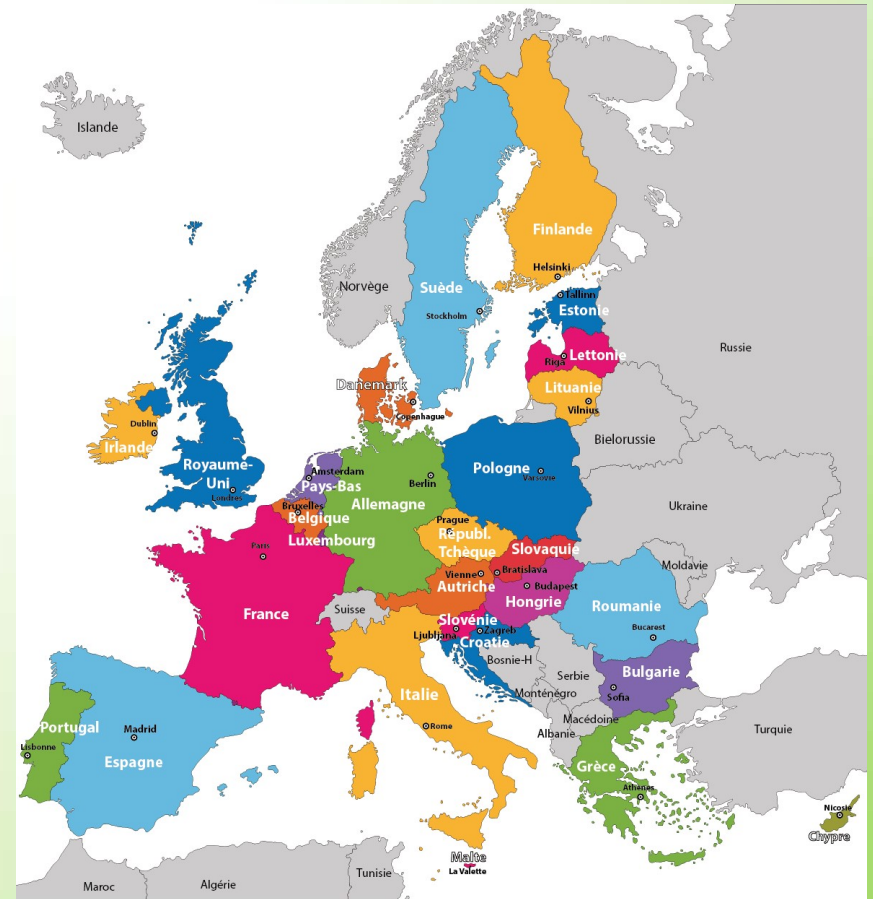 Islande
Finlande
Helsinki
Norvège
Suède
Stockholm
Tallinn
Estonie
Russie
Riga
Lettonie
Danemark
Copenhague
Lituanie
Vilnius
Dublin
Irlande
Bielorussie
Royaume-
Uni
Londres
Amsterdam
Pays-Bas
Berlin
Allemagne
Pologne
Varsovie
Bruxelles
Belgique
Luxembourg
Ukraine
Prague
Républ.
Tchèque
Paris
Slovaquie
Moldavie
Vienne
Bratislava
Autriche
Budapest
Hongrie
France
Suisse
Roumanie
Bucarest
Slovénie
Ljubljana
Zagreb
Croatie
Bosnie-H
Serbie
Bulgarie
Sofia
Monténégro
Italie
Rome
Macédoine
Albanie
Portugal
Lisbonne
Madrid
Espagne
Turquie
Grèce
Athènes
Nicosie
Chypre
Malte
La Valette
Maroc
Algérie
Tunisie